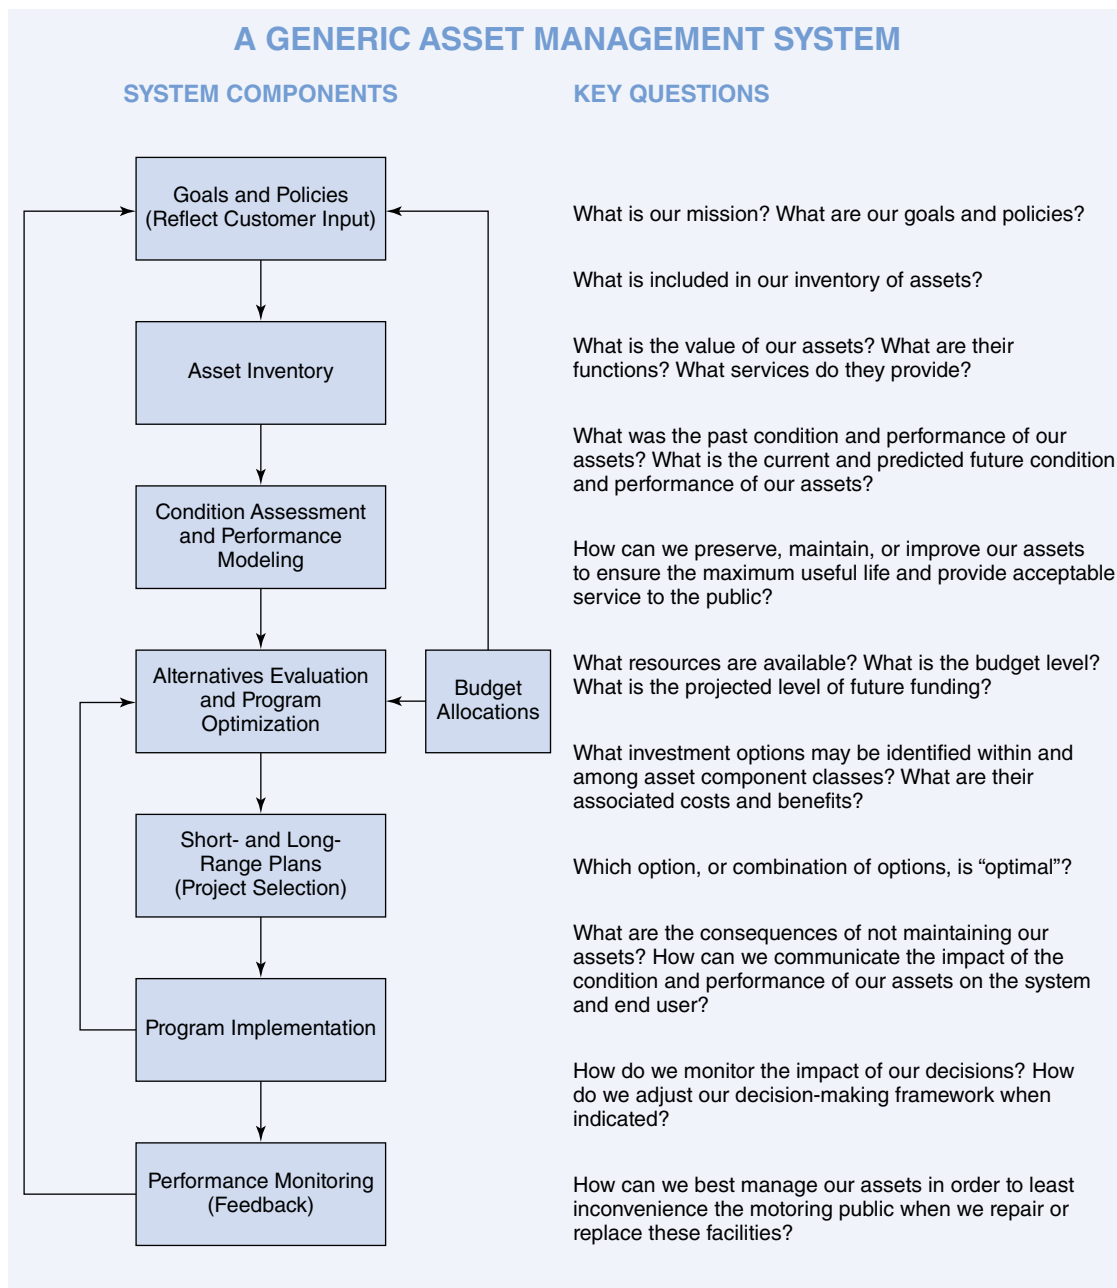 A GENERIC ASSET MANAGEMENT SYSTEM
SYSTEM COMPONENTS
Goals and Policies
(Reflect Customer Input)
Asset Inventory
Condition Assessment
and Performance
Modeling
Alternatives Evaluation
and Program
Optimization
Budget
Allocations
Short- and Long-
Range Plans
(Project Selection)
Program Implementation
Performance Monitoring
(Feedback)
KEY QUESTIONS
What is our mission? What are our goals and policies?
What is included in our inventory of assets?
What is the value of our assets? What are their
functions? What services do they provide?
What was the past condition and performance of our
assets? What is the current and predicted future condition
and performance of our assets?
How can we preserve, maintain, or improve our assets
to ensure the maximum useful life and provide acceptable
service to the public?
What resources are available? What is the budget level?
What is the projected level of future funding?
What investment options may be identified within and
among asset component classes? What are their
associated costs and benefits?
Which option, or combination of options, is “optimal”?
What are the consequences of not maintaining our
assets? How can we communicate the impact of the
condition and performance of our assets on the system
and end user?
How do we monitor the impact of our decisions? How
do we adjust our decision-making framework when
indicated?
How can we best manage our assets in order to least
inconvenience the motoring public when we repair or
replace these facilities?